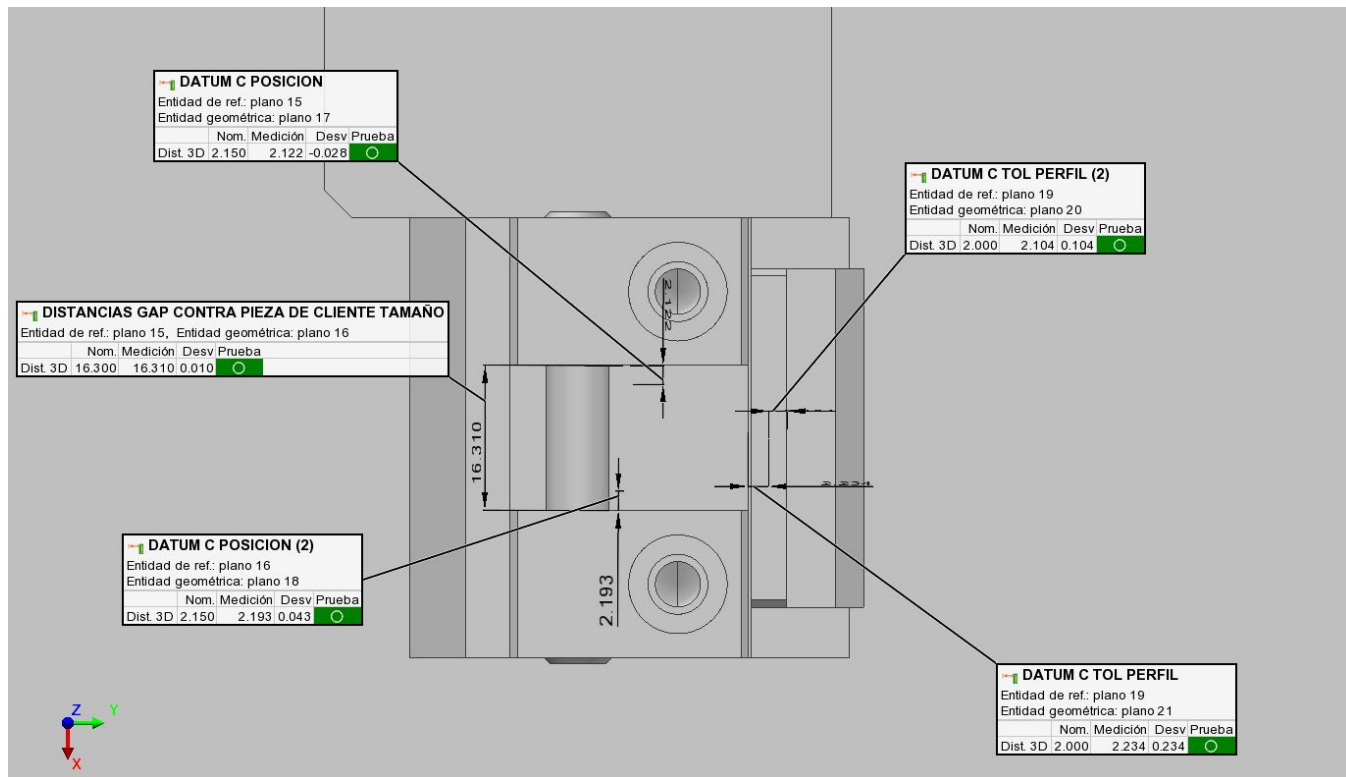 DATUM C POSICION
Entidad de ref.: plano 15
Entidad geométrica: plano 17
Nom. Medición Desv Prueba
Dist. 3D 2.150 2.122 -0.028
DATUM C TOL PERFIL (2)
Entidad de ref.: plano 19
Entidad geométrica: plano 20
Nom. Medición Desv Prueba
Dist. 3D 2.000 2.104 0.104
DISTANCIAS GAP CONTRA PIEZA DE CLIENTE TAMAÑO
Entidad de ref.: plano 15, Entidad geométrica: plano 16
Nom. Medición Desv Prueba
Dist. 3D 16.300 16.310 0.010
2.122
16.310
DATUM C POSICION (2)
Entidad de ref.: plano 16
Entidad geométrica: plano 18
Nom. Medición Desv Prueba
Dist. 3D 2.150 2.193 0.043
2.193
DATUM C TOL PERFIL
Entidad de ref.: plano 19
Entidad geométrica: plano 21
Nom. Medición Desv Prueba
Dist. 3D 2.000 2.234 0.234
Z
Y
X